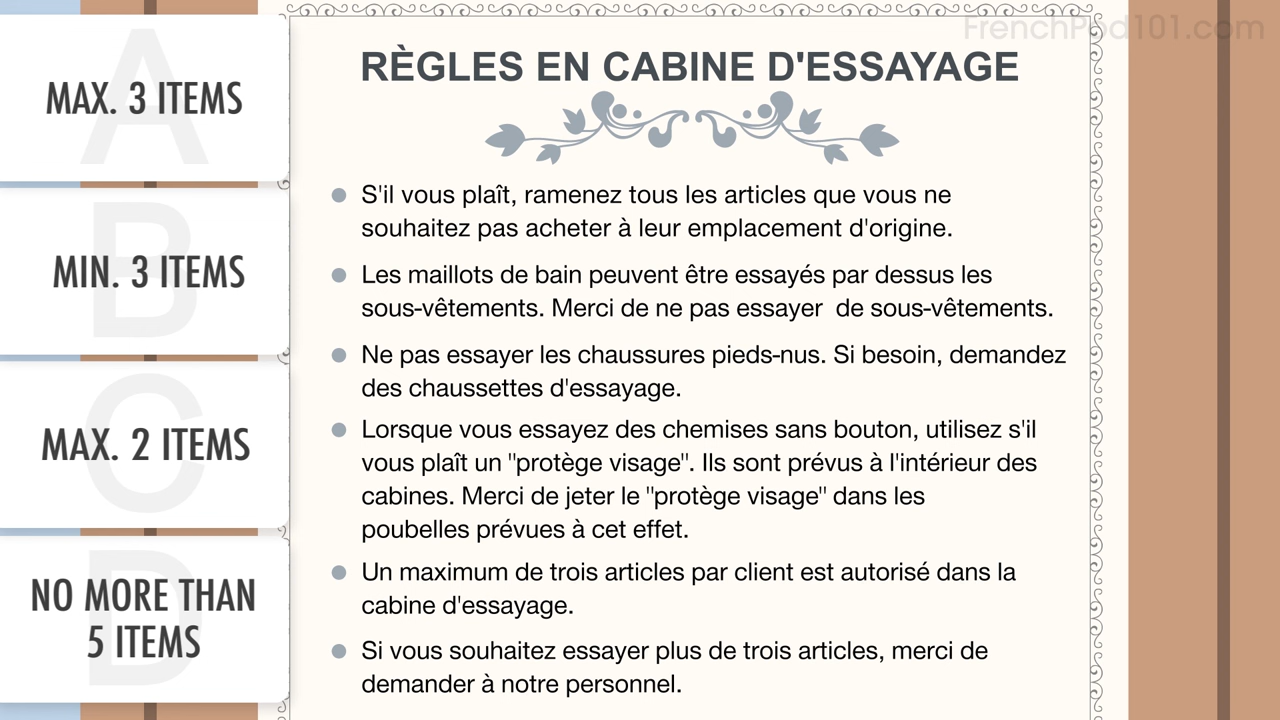 FrenchPod101.com
A
MAX. 3 ITEMS
B
MIN. 3 ITEMS
C
MAX. 2 ITEMS
D
NO MORE THAN
5 ITEMS
RÈGLES EN CABINE D'ESSAYAGE
S'il vous plaît, ramenez tous les articles que vous ne
souhaitez pas acheter à leur emplacement d'origine.
Les maillots de bain peuvent être essayés par dessus les
sous-vêtements. Merci de ne pas essayer  de sous-vêtements.
Ne pas essayer les chaussures pieds-nus. Si besoin, demandez
des chaussettes d'essayage.
Lorsque vous essayez des chemises sans bouton, utilisez s'il
vous plaît un "protège visage". Ils sont prévus à l'intérieur des
cabines. Merci de jeter le "protège visage" dans les
poubelles prévues à cet effet.
Un maximum de trois articles par client est autorisé dans la
cabine d'essayage.
Si vous souhaitez essayer plus de trois articles, merci de
demander à notre personnel.